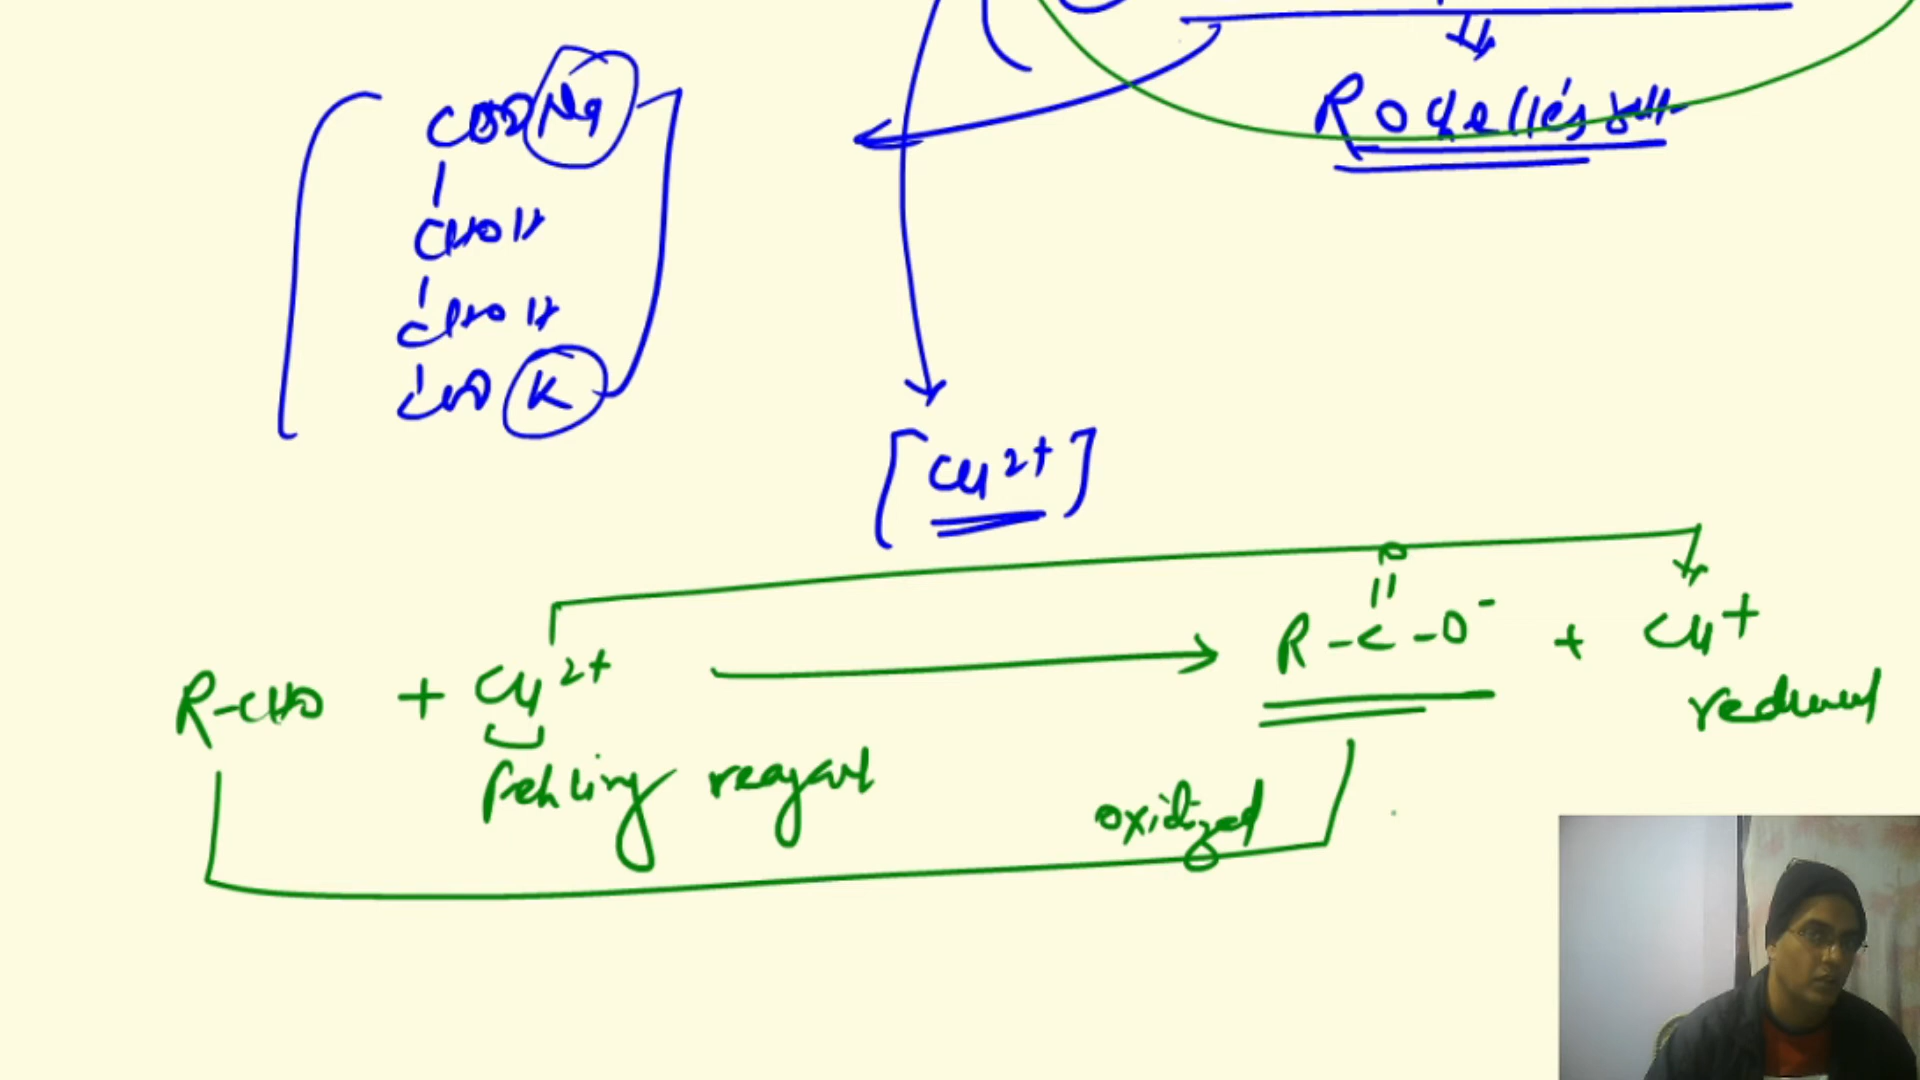 Rochelle's salt
COONa
CHOH
CHOH
COOK
[Cu²⁺]
O
R-CHO + Cu²⁺ → R-C-O⁻ + Cu⁺
reduced
Fehling reagent
oxidized